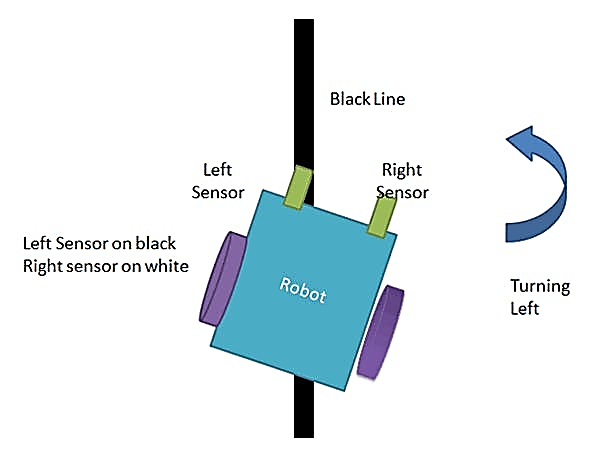 Black Line
Left
Sensor
Right
Sensor
Left Sensor on black
Right sensor on white
Robot
Turning
Left